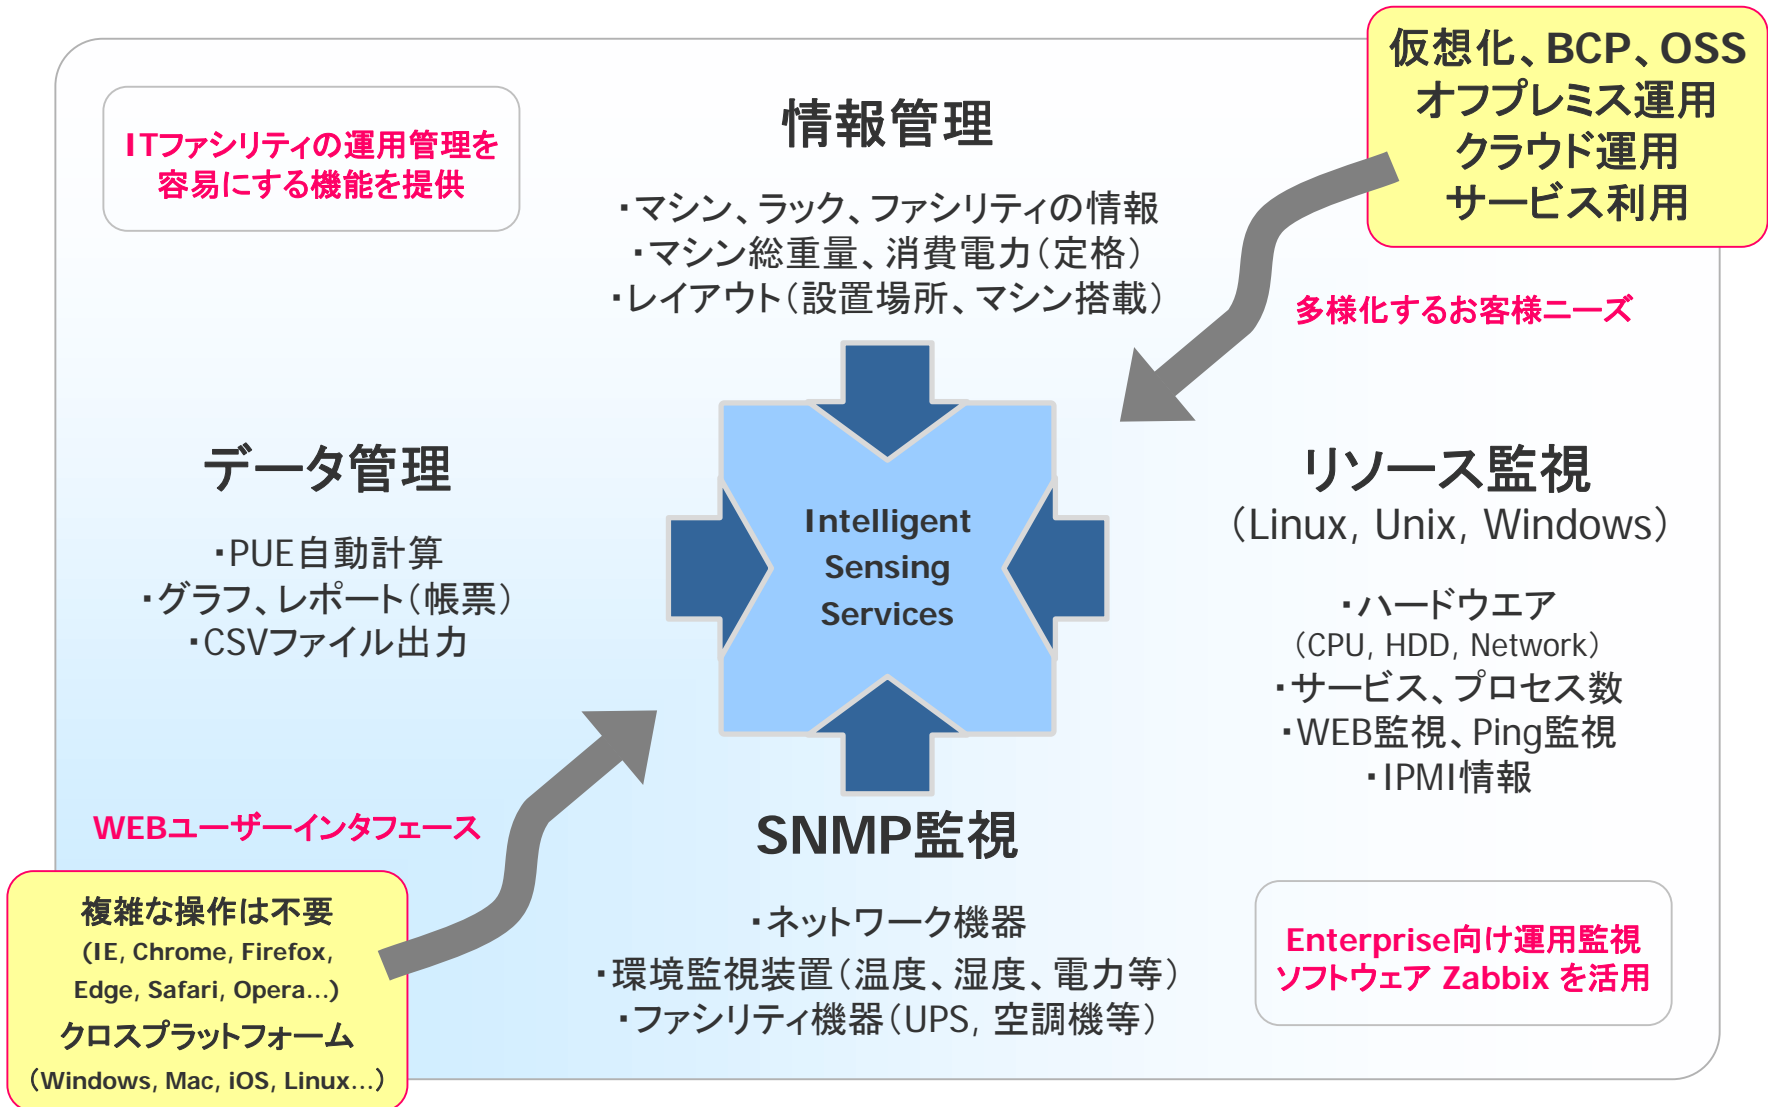 仮想化、BCP、OSS
オフプレミス運用
クラウド運用
サービス利用
ITファシリティの運用管理を
容易にする機能を提供
情報管理
・マシン、ラック、ファシリティの情報
・マシン総重量、消費電力（定格）
・レイアウト（設置場所、マシン搭載）
多様化するお客様ニーズ
データ管理
・PUE自動計算
・グラフ、レポート（帳票）
・CSVファイル出力
Intelligent
Sensing
Services
リソース監視
（Linux, Unix, Windows）
・ハードウエア
（CPU, HDD, Network）
・サービス、プロセス数
・WEB監視、Ping監視
・IPMI情報
WEBユーザーインタフェース
複雑な操作は不要
(IE, Chrome, Firefox,
Edge, Safari, Opera…)
クロスプラットフォーム
（Windows, Mac, iOS, Linux…）
SNMP監視
・ネットワーク機器
・環境監視装置（温度、湿度、電力等）
・ファシリティ機器（UPS, 空調機等）
Enterprise向け運用監視
ソフトウェア Zabbix を活用